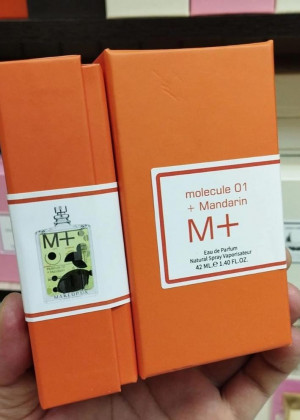 M+
molecule 01
+ Mandarin
M+
Eau de Parfum
Natural Spray Vaporisateur
42 ML ℮ 1.40 FL.OZ.